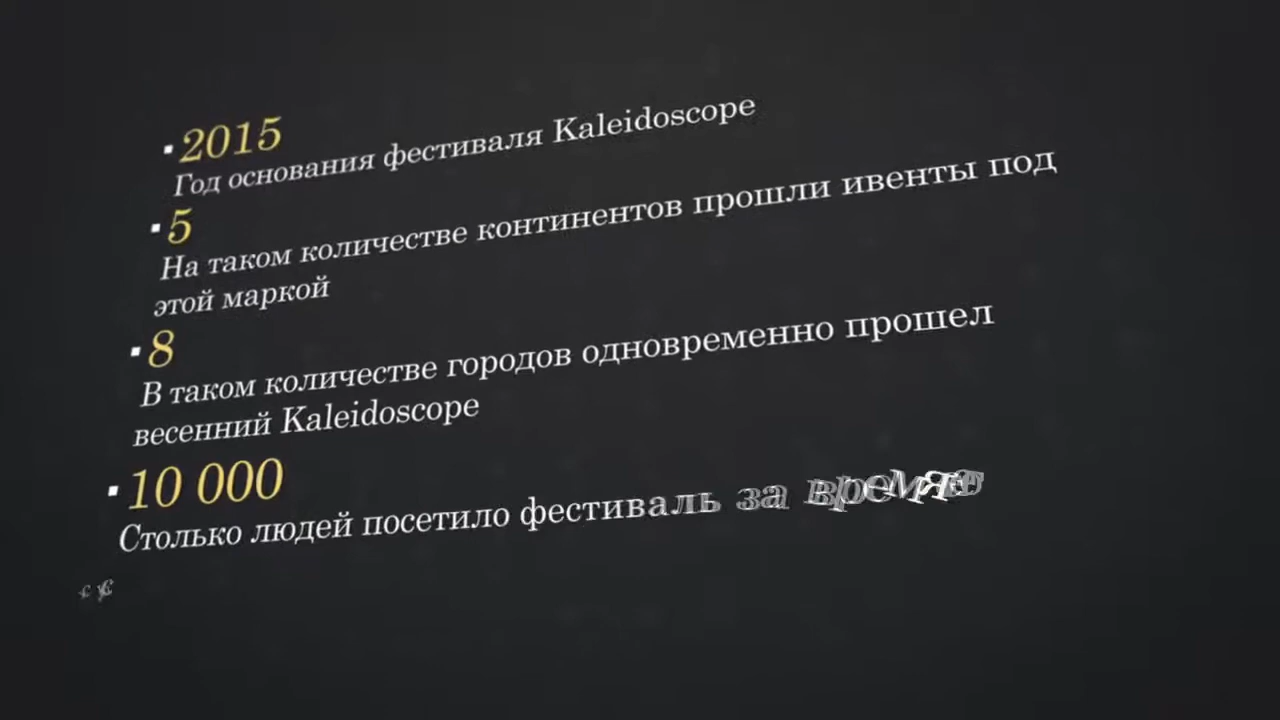 ▪2015
Год основания фестиваля Kaleidoscope
▪5
На таком количестве континентов прошли ивенты под
этой маркой
▪8
В таком количестве городов одновременно прошел
весенний Kaleidoscope
▪10 000
Столько людей посетило фестиваль за время